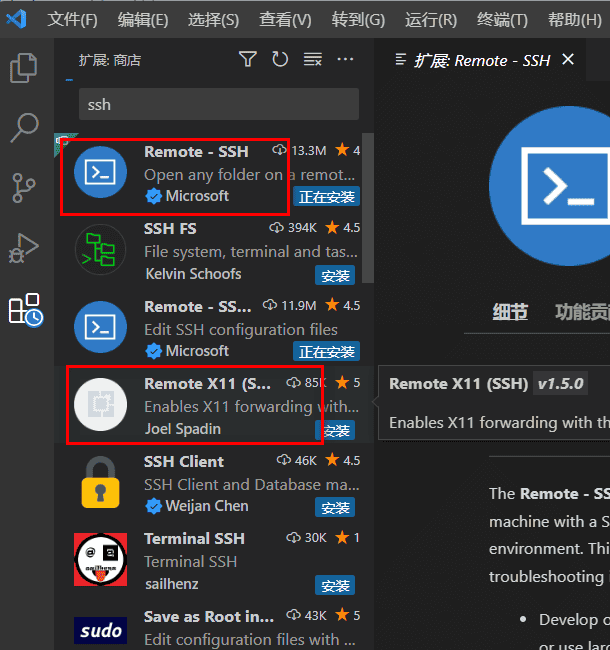 文件(F) 编辑(E) 选择(S) 查看(V) 转到(G) 运行(R) 终端(T) 帮助(H)
扩展: 商店
扩展: Remote - SSH
ssh
Remote - SSH 13.3M 4
Open any folder on a remot...
Microsoft 正在安装
SSH FS 394K 4.5
File system, terminal and tas...
Kelvin Schoofs 安装
Remote - SS... 11.9M 4.5
Edit SSH configuration files
Microsoft 正在安装
Remote X11 (S... 85K 5
Enables X11 forwarding with...
Joel Spadin 安装
SSH Client 46K 4.5
SSH Client and Database ma...
Weijan Chen 安装
Terminal SSH 30K 1
Terminal SSH
sailhenz 安装
Save as Root in... 43K 5
Edit configuration files with ...
sudo
细节 功能贡献
Remote X11 (SSH) v1.5.0
Enables X11 forwarding with th
The Remote - SS
machine with a S
environment. Thi
troubleshooting i
• Develop o
or use larg